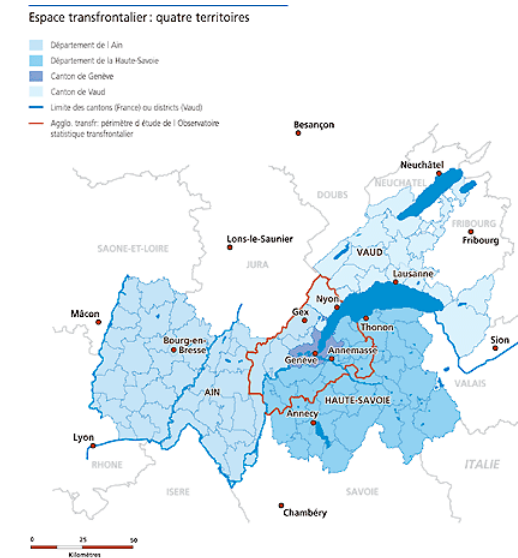 Espace transfrontalier : quatre territoires
Département de l Ain
Département de la Haute-Savoie
Canton de Genève
Canton de Vaud
Limite des cantons (France) ou districts (Vaud)
Agglo. transfr: périmètre d étude de l Observatoire
statistique transfrontalier
Besançon
Neuchâtel
DOUBS
NEUCHATEL
FRIBOURG
Fribourg
Lons-le-Saunier
SAONE-ET-LOIRE
JURA
VAUD
Lausanne
Nyon
Gex
Mâcon
Thonon
Bourg-en-
Bresse
Sion
Annemasse
Genève
VALAIS
AIN
HAUTE-SAVOIE
Annecy
Lyon
RHONE
ITALIE
ISERE
SAVOIE
Chambéry
0 25 50
Kilomètres